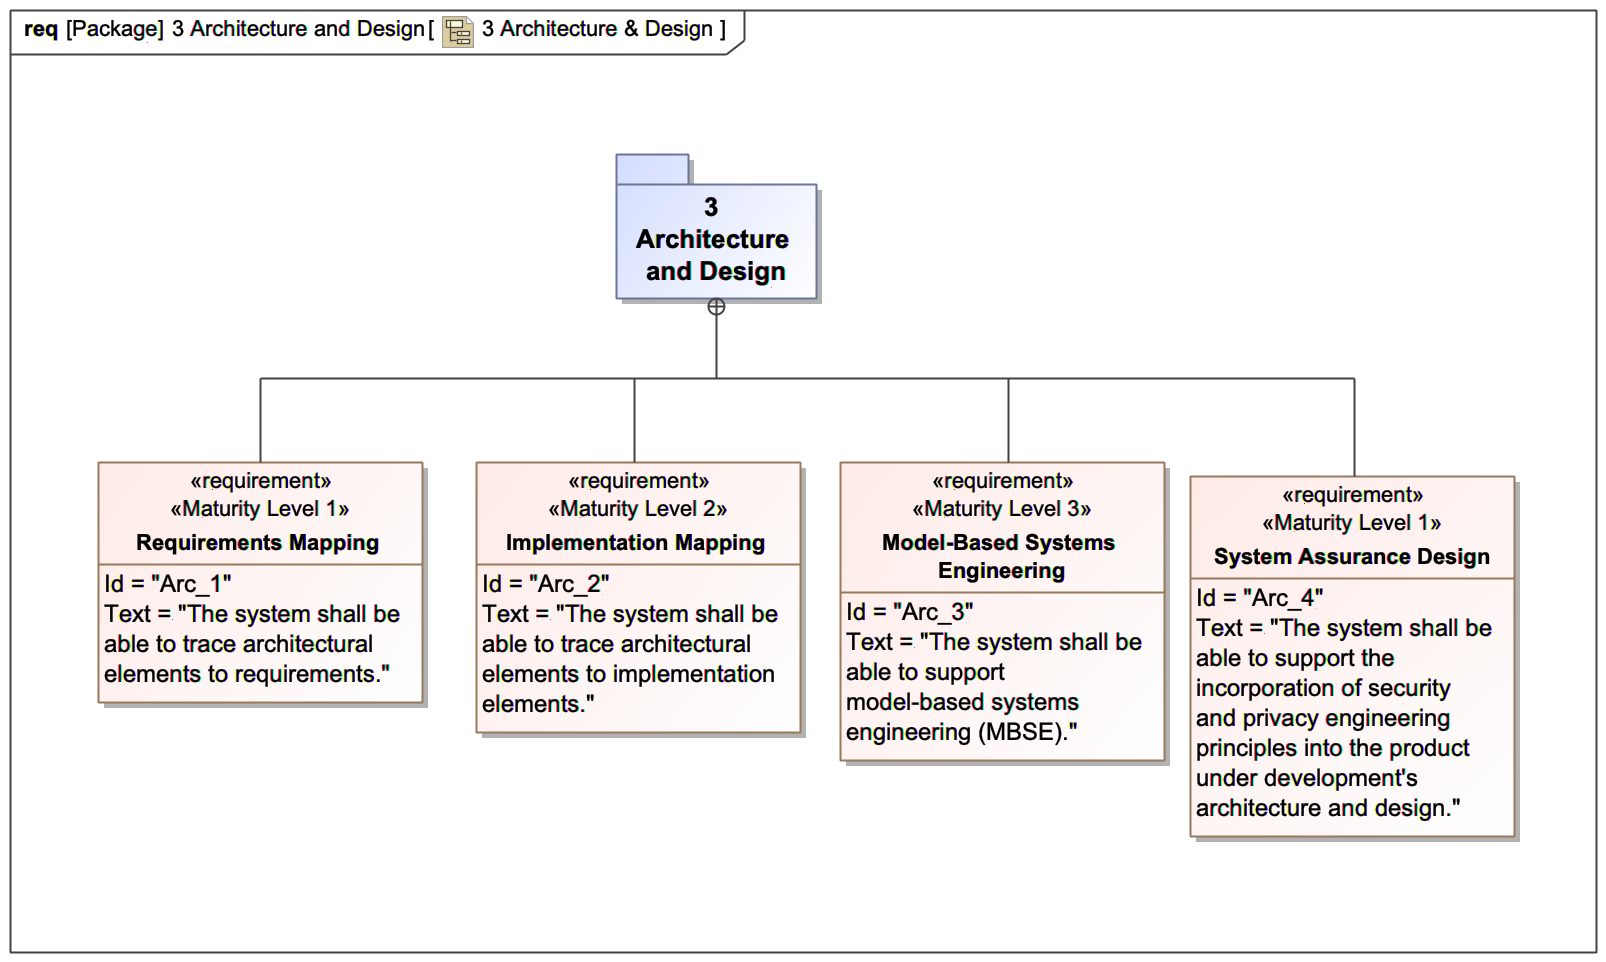 req [Package] 3 Architecture and Design[ 3 Architecture & Design ]
3
Architecture
and Design
«requirement»
«Maturity Level 1»
Requirements Mapping
Id = "Arc_1"
Text = "The system shall be
able to trace architectural
elements to requirements."
«requirement»
«Maturity Level 2»
Implementation Mapping
Id = "Arc_2"
Text = "The system shall be
able to trace architectural
elements to implementation
elements."
«requirement»
«Maturity Level 3»
Model-Based Systems
Engineering
Id = "Arc_3"
Text = "The system shall be
able to support
model-based systems
engineering (MBSE)."
«requirement»
«Maturity Level 1»
System Assurance Design
Id = "Arc_4"
Text = "The system shall be
able to support the
incorporation of security
and privacy engineering
principles into the product
under development's
architecture and design."